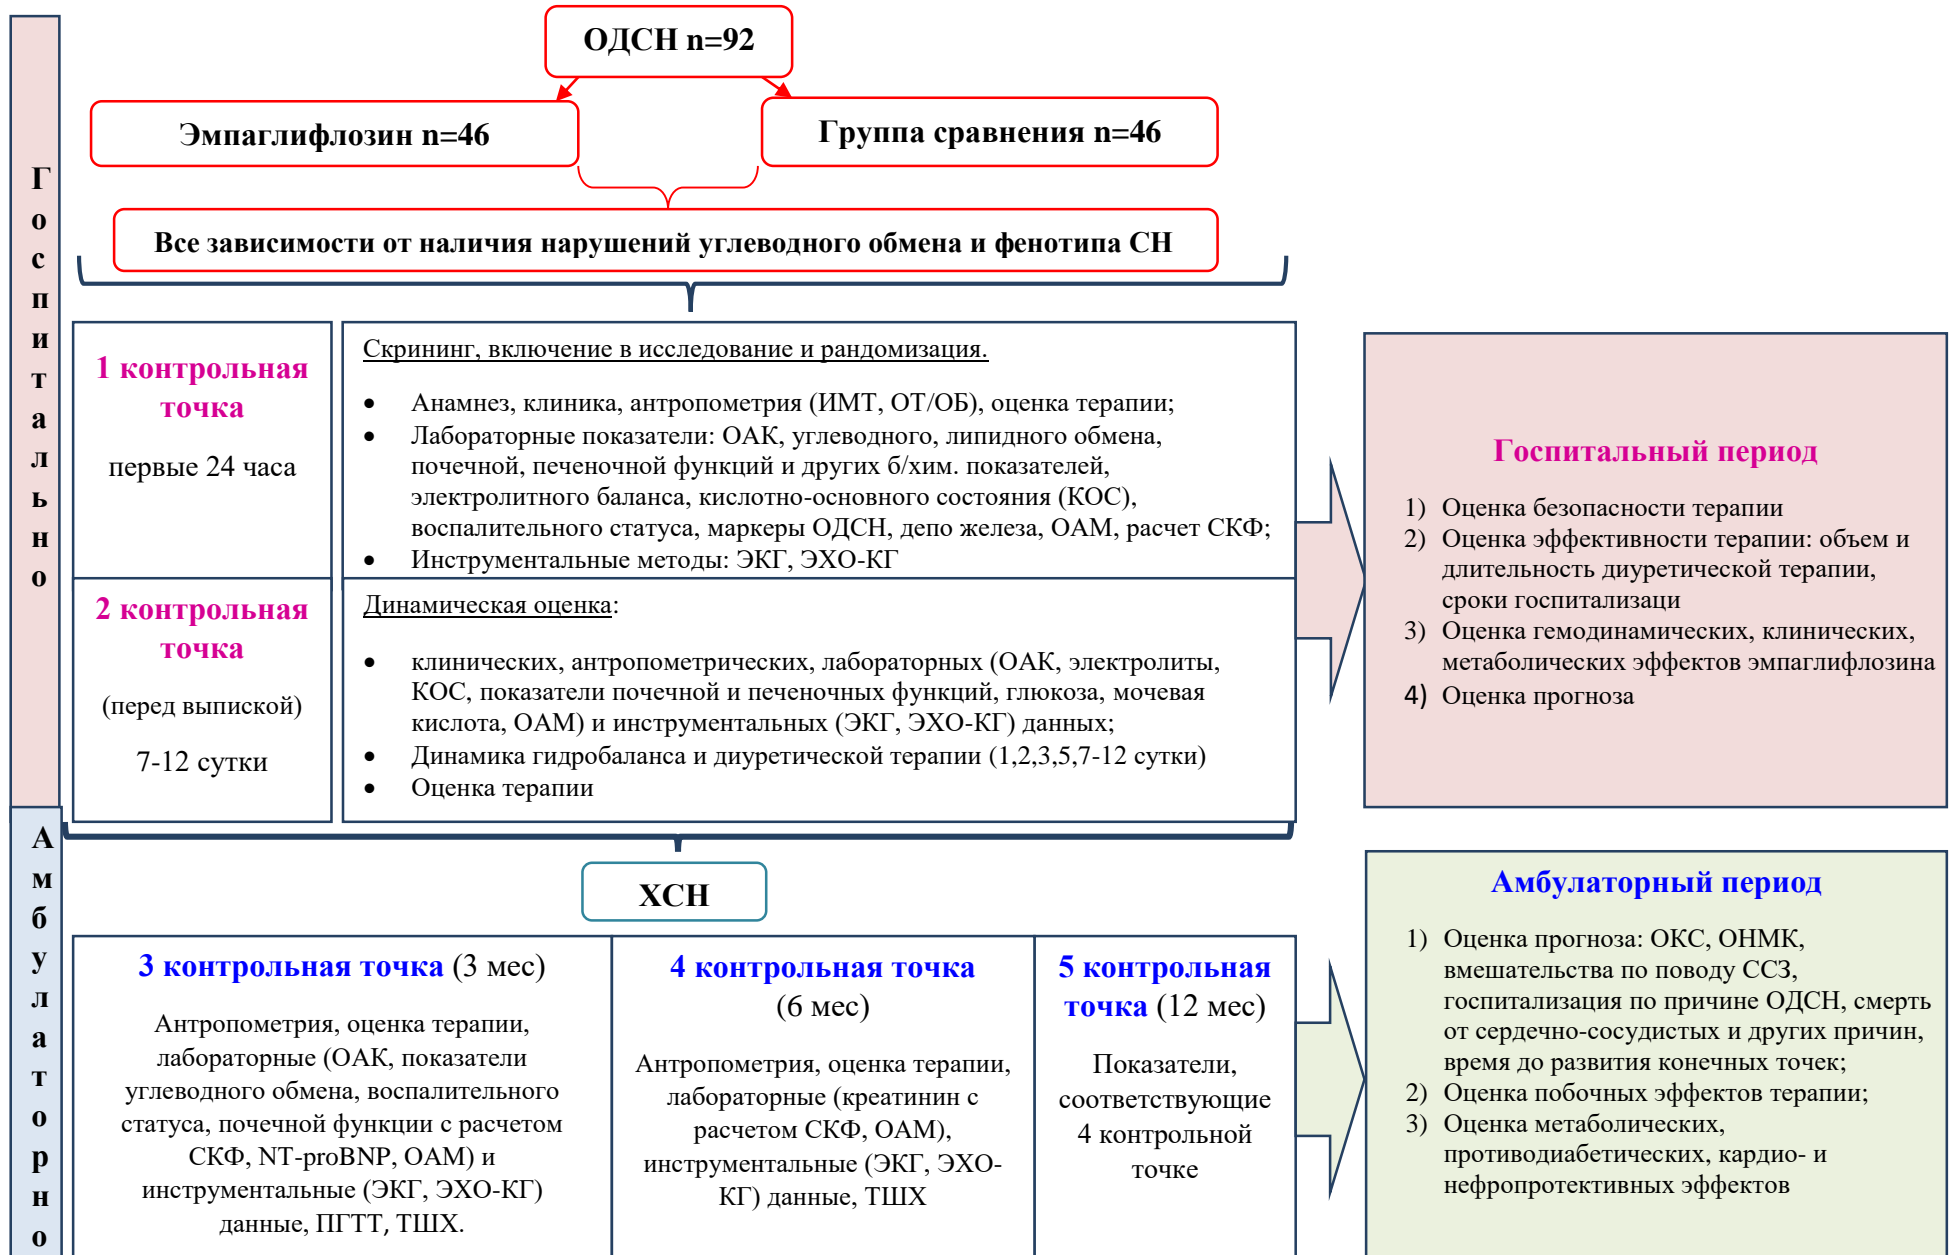 ОДСН n=92
Эмпаглифлозин n=46
Группа сравнения n=46
Все зависимости от наличия нарушений углеводного обмена и фенотипа СН
Госпитально
1 контрольная
точка
первые 24 часа
Скрининг, включение в исследование и рандомизация.
• Анамнез, клиника, антропометрия (ИМТ, ОТ/ОБ), оценка терапии;
• Лабораторные показатели: ОАК, углеводного, липидного обмена,
почечной, печеночной функций и других б/хим. показателей,
электролитного баланса, кислотно-основного состояния (КОС),
воспалительного статуса, маркеры ОДСН, депо железа, ОАМ, расчет СКФ;
• Инструментальные методы: ЭКГ, ЭХО-КГ
2 контрольная
точка
(перед выпиской)
7-12 сутки
Динамическая оценка:
• клинических, антропометрических, лабораторных (ОАК, электролиты,
КОС, показатели почечной и печеночных функций, глюкоза, мочевая
кислота, ОАМ) и инструментальных (ЭКГ, ЭХО-КГ) данных;
• Динамика гидробаланса и диуретической терапии (1,2,3,5,7-12 сутки)
• Оценка терапии
Госпитальный период
1) Оценка безопасности терапии
2) Оценка эффективности терапии: объем и
длительность диуретической терапии,
сроки госпитализаци
3) Оценка гемодинамических, клинических,
метаболических эффектов эмпаглифлозина
4) Оценка прогноза
Амбулаторно
ХСН
3 контрольная точка (3 мес)
Антропометрия, оценка терапии,
лабораторные (ОАК, показатели
углеводного обмена, воспалительного
статуса, почечной функции с расчетом
СКФ, NT-proBNP, ОАМ) и
инструментальные (ЭКГ, ЭХО-КГ)
данные, ПГТТ, ТШХ.
4 контрольная точка
(6 мес)
Антропометрия, оценка терапии,
лабораторные (креатинин с
расчетом СКФ, ОАМ),
инструментальные (ЭКГ, ЭХО-
КГ) данные, ТШХ
5 контрольная
точка (12 мес)
Показатели,
соответствующие
4 контрольной
точке
Амбулаторный период
1) Оценка прогноза: ОКС, ОНМК,
вмешательства по поводу ССЗ,
госпитализация по причине ОДСН, смерть
от сердечно-сосудистых и других причин,
время до развития конечных точек;
2) Оценка побочных эффектов терапии;
3) Оценка метаболических,
противодиабетических, кардио- и
нефропротективных эффектов